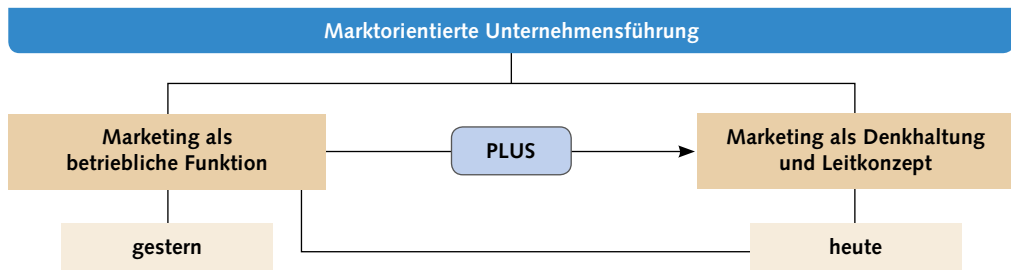 Marktorientierte Unternehmensführung
Marketing als
betriebliche Funktion
PLUS
Marketing als Denkhaltung
und Leitkonzept
gestern
heute